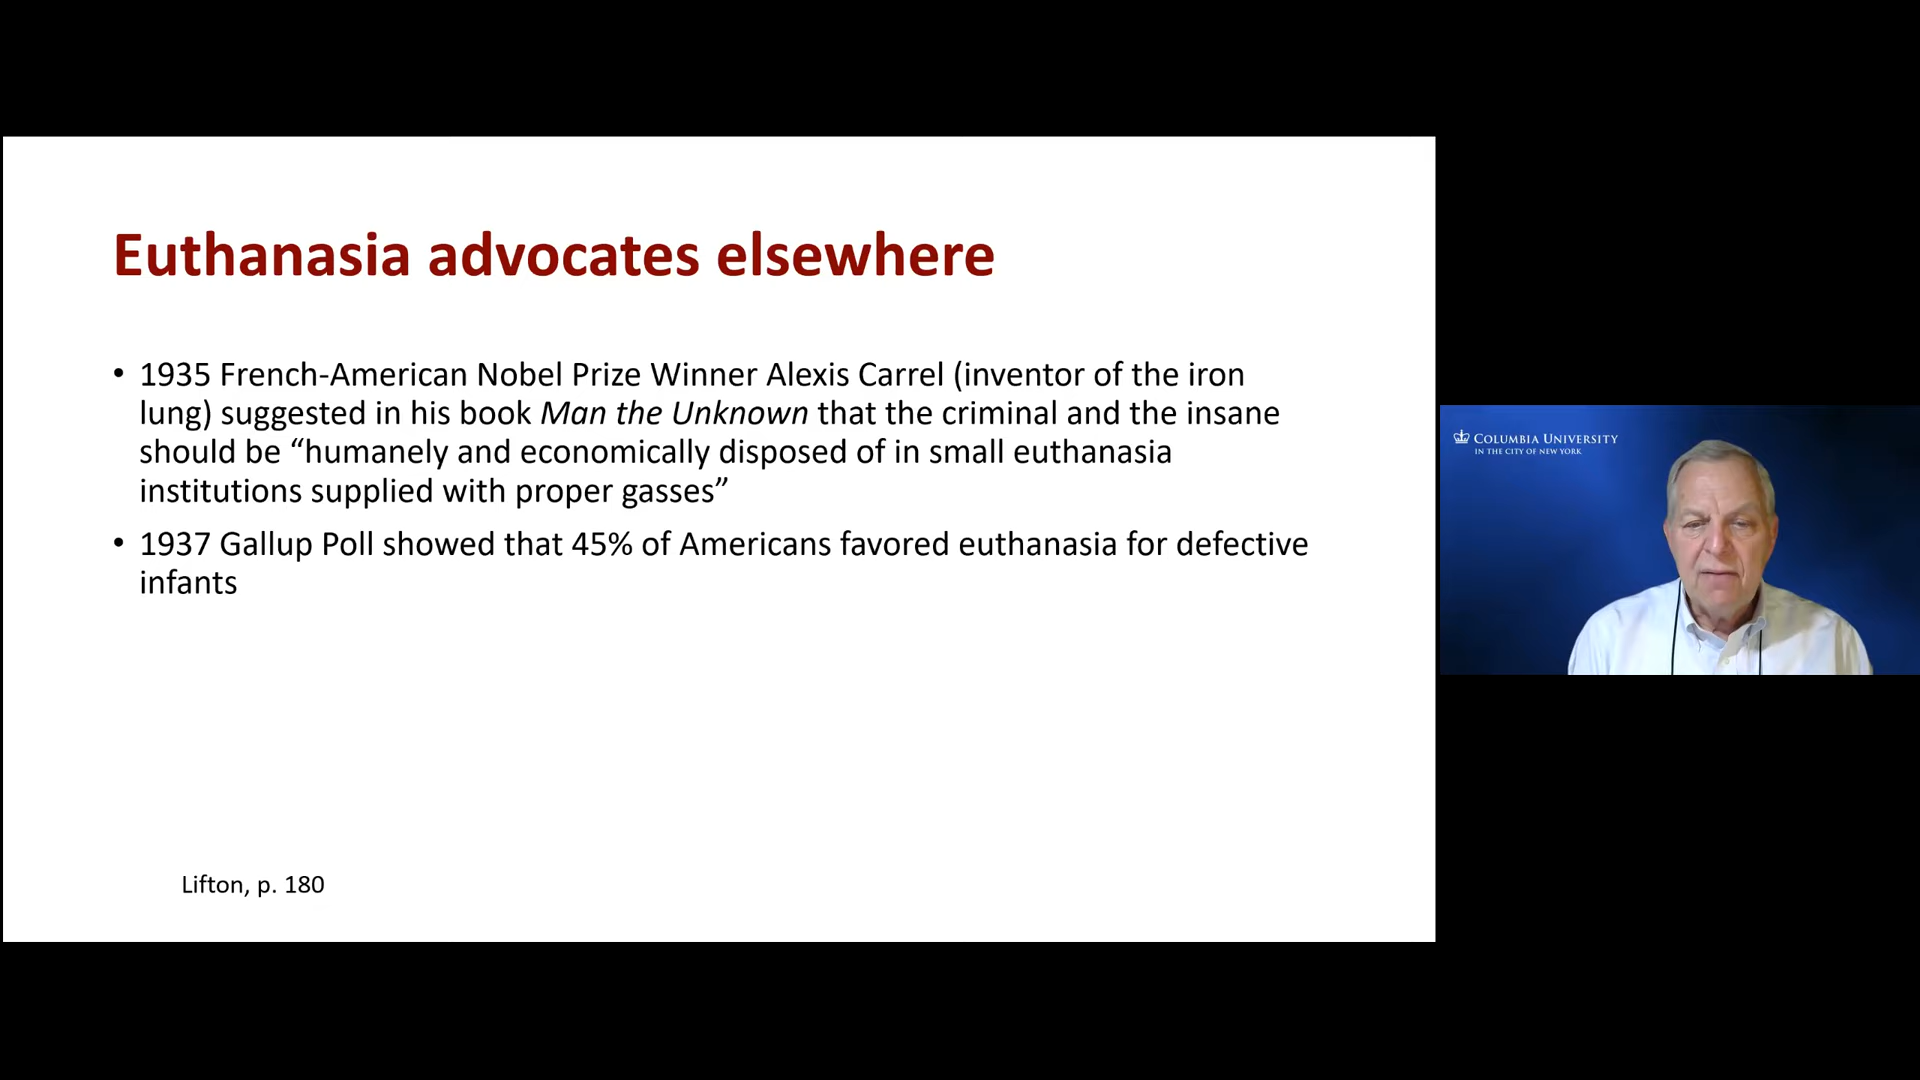 Euthanasia advocates elsewhere
• 1935 French-American Nobel Prize Winner Alexis Carrel (inventor of the iron
lung) suggested in his book Man the Unknown that the criminal and the insane
should be “humanely and economically disposed of in small euthanasia
institutions supplied with proper gasses”
• 1937 Gallup Poll showed that 45% of Americans favored euthanasia for defective
infants
Lifton, p. 180
COLUMBIA UNIVERSITY
IN THE CITY OF NEW YORK